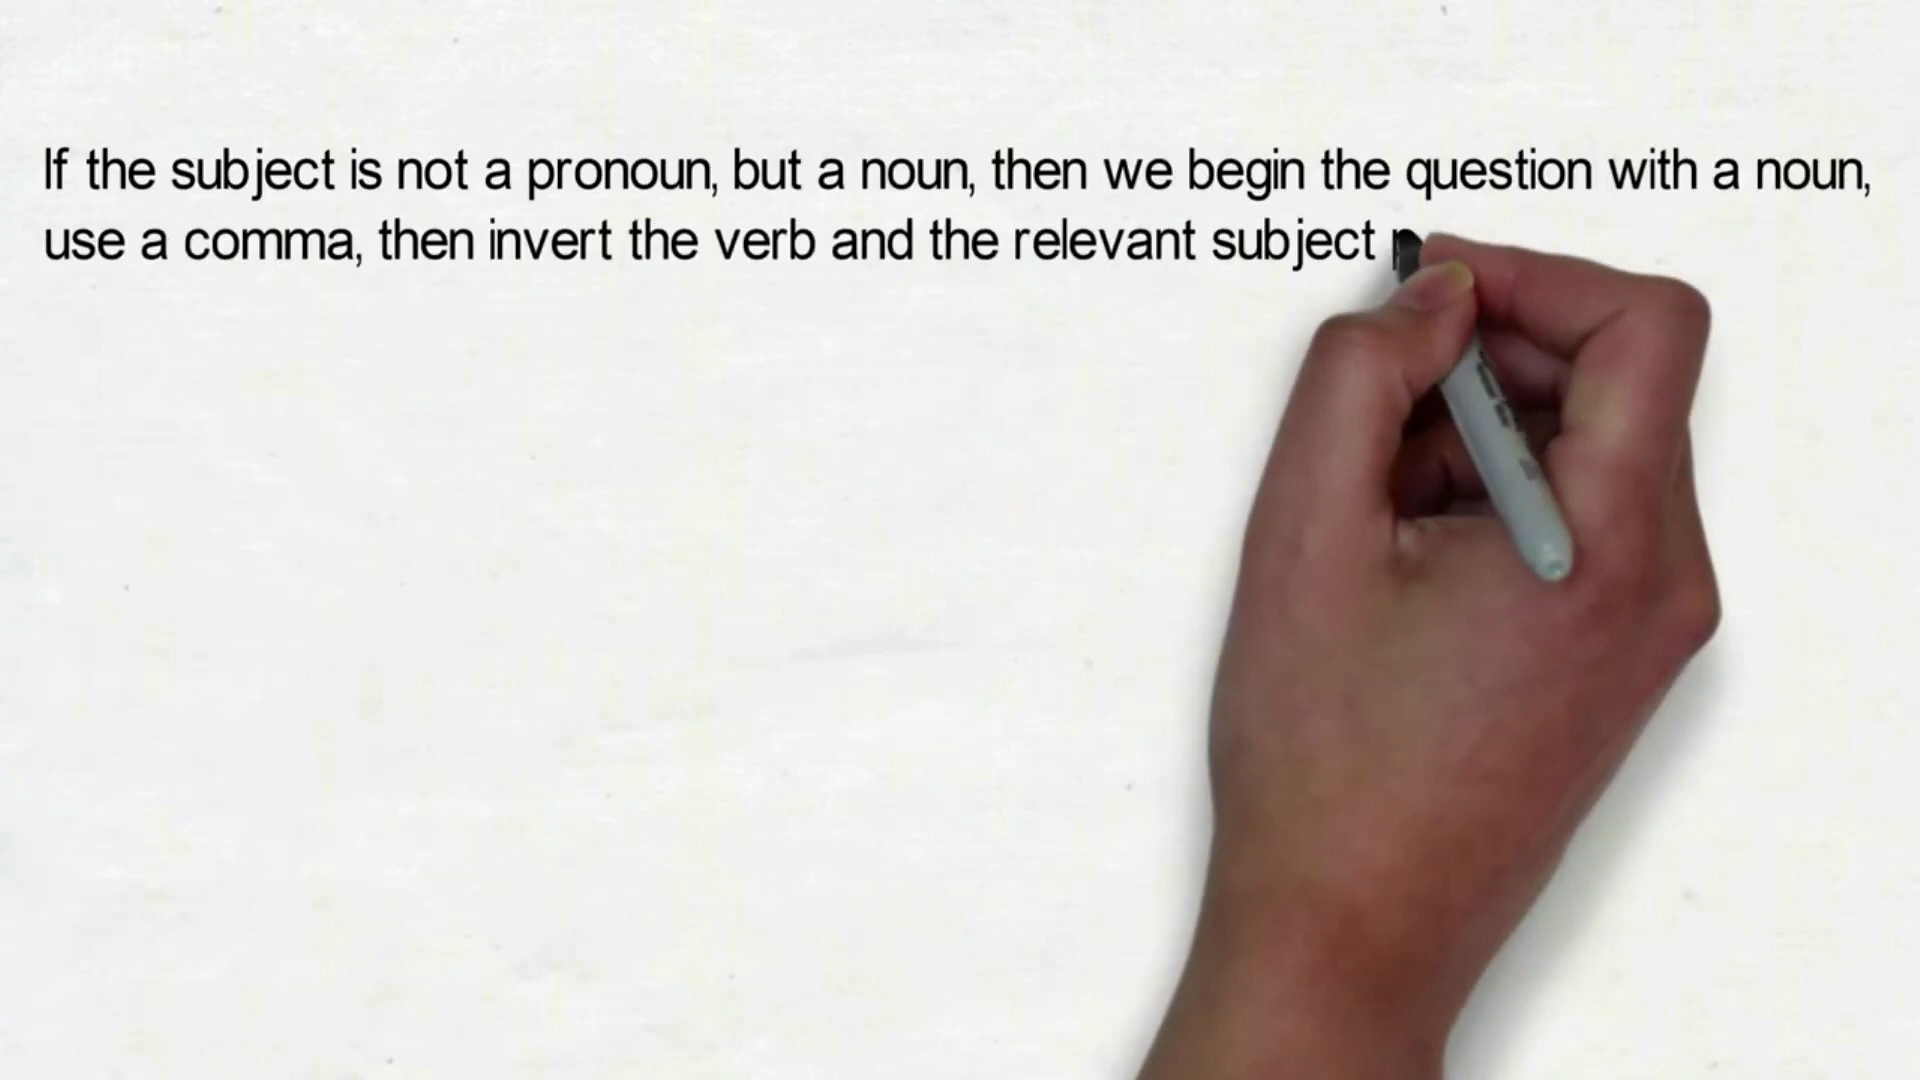 If the subject is not a pronoun, but a noun, then we begin the question with a noun,
use a comma, then invert the verb and the relevant subject